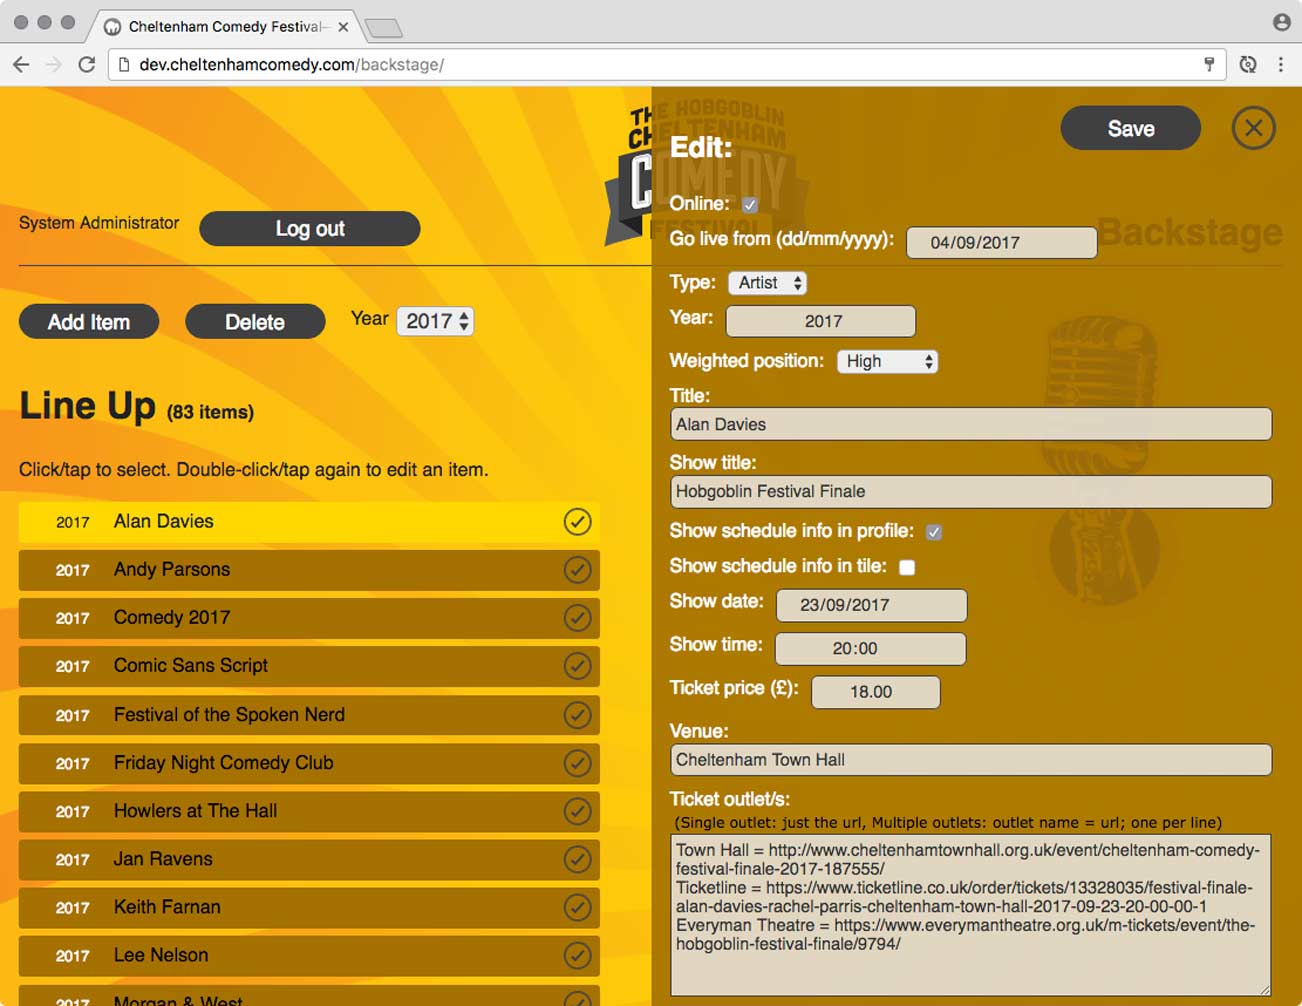 Cheltenham Comedy Festival
dev.cheltenhamcomedy.com/backstage/
THE HOBGOBLIN
CHELTENHAM
COMEDY
FESTIVAL
Backstage
System Administrator
Log out
Add Item
Delete
Year
2017
Line Up (83 items)
Click/tap to select. Double-click/tap again to edit an item.
2017 Alan Davies
2017 Andy Parsons
2017 Comedy 2017
2017 Comic Sans Script
2017 Festival of the Spoken Nerd
2017 Friday Night Comedy Club
2017 Howlers at The Hall
2017 Jan Ravens
2017 Keith Farnan
2017 Lee Nelson
2017 Morgan & West
Edit:
Save
Online:
Go live from (dd/mm/yyyy): 04/09/2017
Type: Artist
Year: 2017
Weighted position: High
Title:
Alan Davies
Show title:
Hobgoblin Festival Finale
Show schedule info in profile:
Show schedule info in tile:
Show date: 23/09/2017
Show time: 20:00
Ticket price (£): 18.00
Venue:
Cheltenham Town Hall
Ticket outlet/s:
(Single outlet: just the url, Multiple outlets: outlet name = url; one per line)
Town Hall = http://www.cheltenhamtownhall.org.uk/event/cheltenham-comedy-
festival-finale-2017-187555/
Ticketline = https://www.ticketline.co.uk/order/tickets/13328035/festival-finale-
alan-davies-rachel-parris-cheltenham-town-hall-2017-09-23-20-00-00-1
Everyman Theatre = https://www.everymantheatre.org.uk/m-tickets/event/the-
hobgoblin-festival-finale/9794/